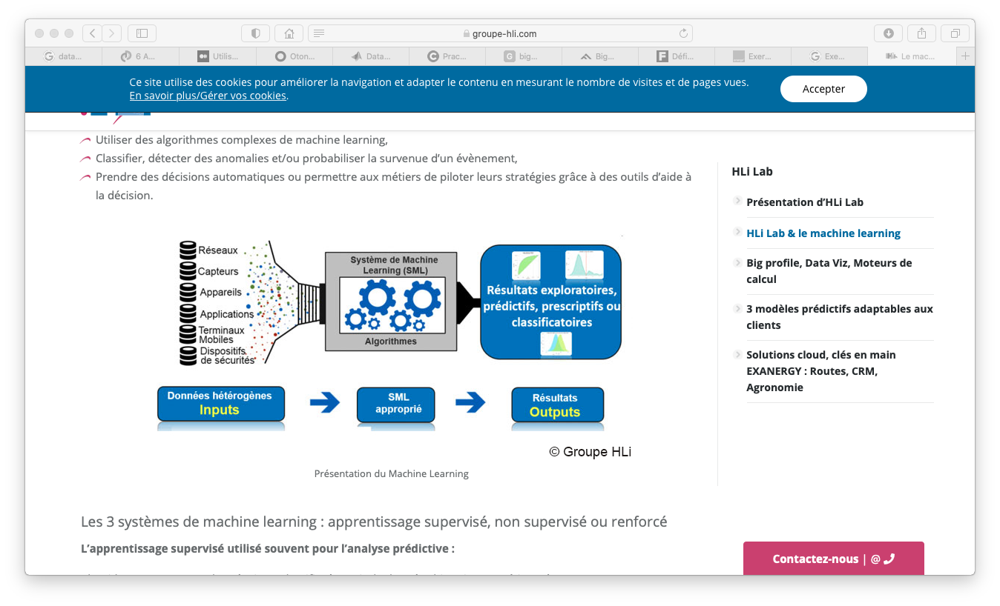 groupe-hli.com
data...
6 A...
Utilis...
Oton...
Data...
Prac...
big...
Big...
Défi...
Exer...
Exe...
Le mac...
Ce site utilise des cookies pour améliorer la navigation et adapter le contenu en mesurant le nombre de visites et de pages vues.
En savoir plus/Gérer vos cookies.
Accepter
Utiliser des algorithmes complexes de machine learning,
Classifier, détecter des anomalies et/ou probabiliser la survenue d’un évènement,
Prendre des décisions automatiques ou permettre aux métiers de piloter leurs stratégies grâce à des outils d’aide à
la décision.
Réseaux
Capteurs
Appareils
Applications
Terminaux
Mobiles
Dispositifs
de sécurités
Système de Machine
Learning (SML)
Algorithmes
Résultats exploratoires,
prédictifs, prescriptifs ou
classificatoires
Données hétérogènes
Inputs
SML
approprié
Résultats
Outputs
© Groupe HLi
Présentation du Machine Learning
Les 3 systèmes de machine learning : apprentissage supervisé, non supervisé ou renforcé
L’apprentissage supervisé utilisé souvent pour l’analyse prédictive :
HLi Lab
Présentation d’HLi Lab
HLi Lab & le machine learning
Big profile, Data Viz, Moteurs de
calcul
3 modèles prédictifs adaptables aux
clients
Solutions cloud, clés en main
EXANERGY : Routes, CRM,
Agronomie
Contactez-nous | @